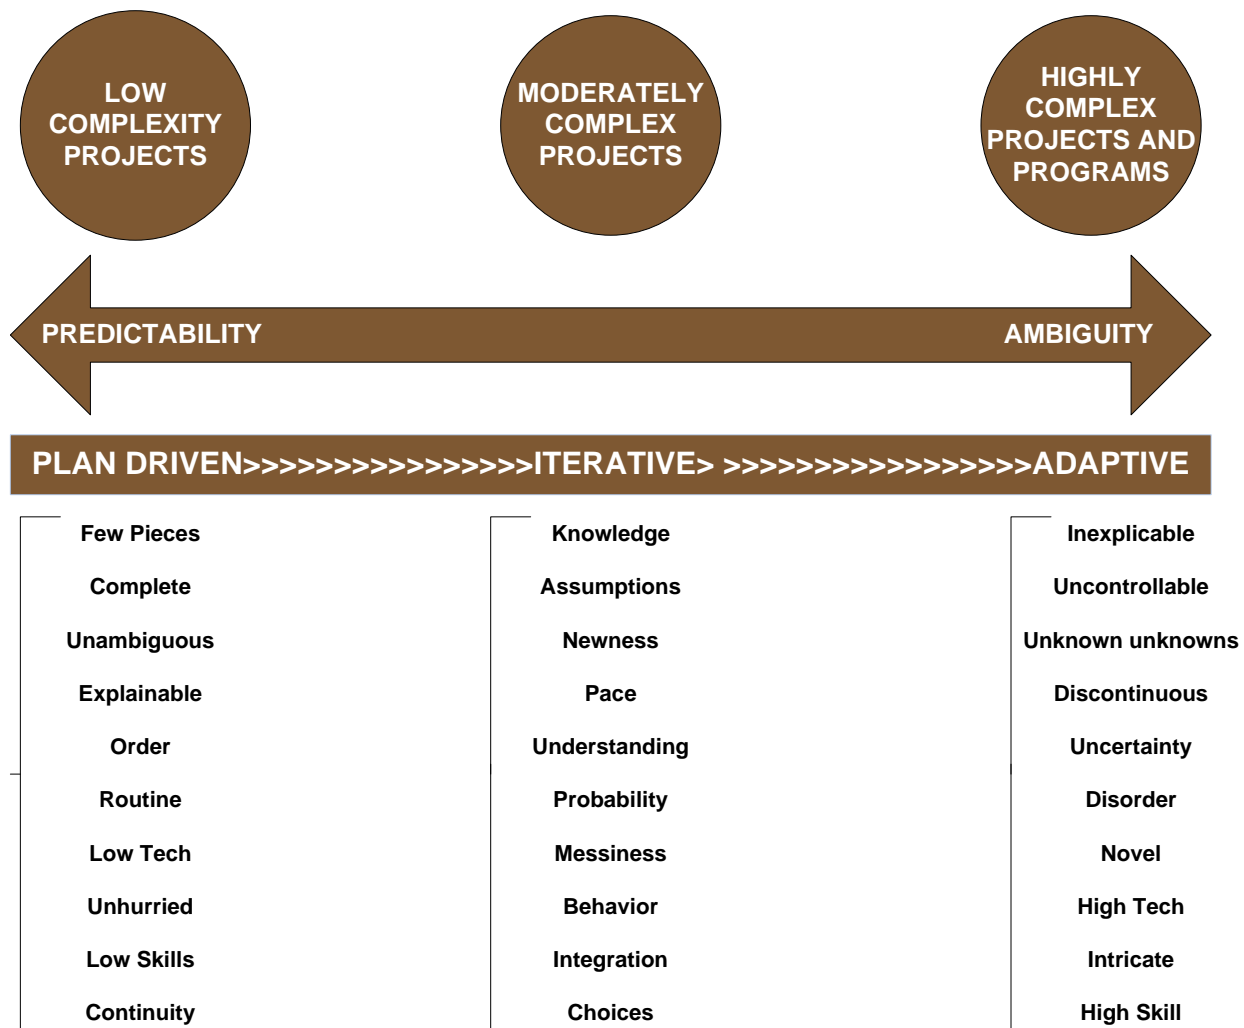 LOW
COMPLEXITY
PROJECTS
MODERATELY
COMPLEX
PROJECTS
HIGHLY
COMPLEX
PROJECTS AND
PROGRAMS
PREDICTABILITY
AMBIGUITY
PLAN DRIVEN>>>>>>>>>>>>>>>>ITERATIVE> >>>>>>>>>>>>>>>>>ADAPTIVE
Few Pieces
Complete
Unambiguous
Explainable
Order
Routine
Low Tech
Unhurried
Low Skills
Continuity
Knowledge
Assumptions
Newness
Pace
Understanding
Probability
Messiness
Behavior
Integration
Choices
Inexplicable
Uncontrollable
Unknown unknowns
Discontinuous
Uncertainty
Disorder
Novel
High Tech
Intricate
High Skill